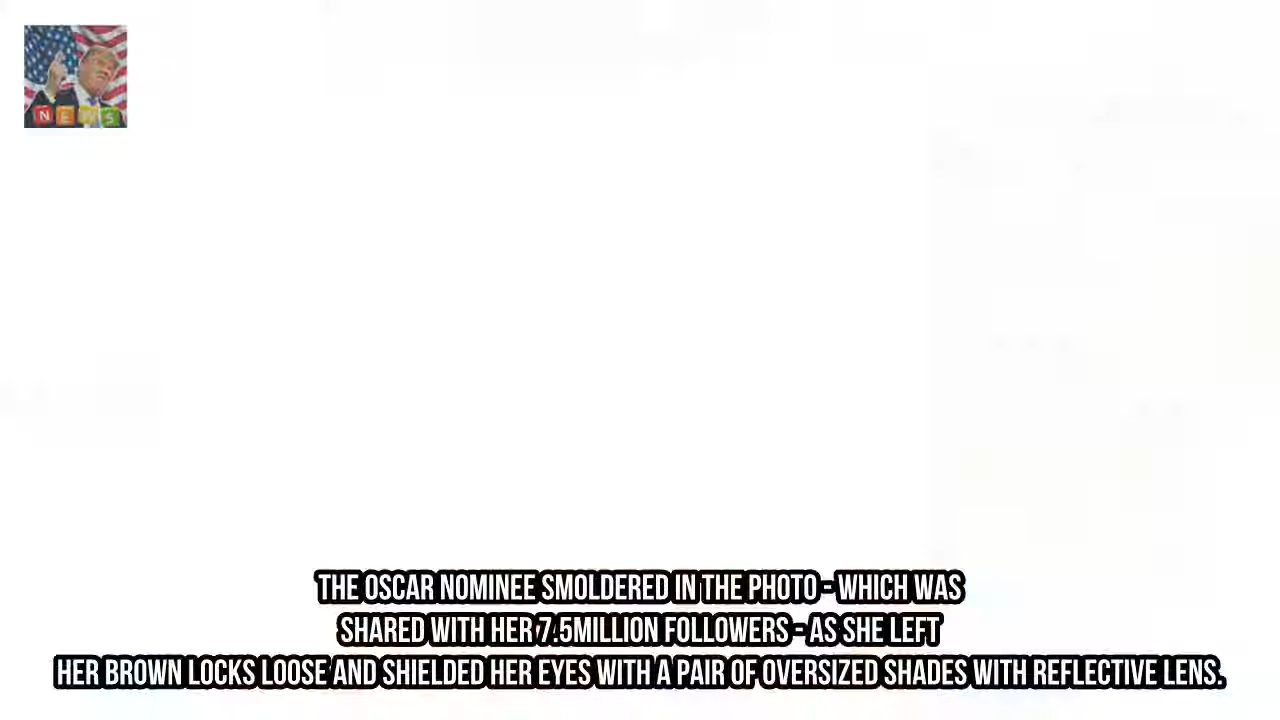 NEWS
THE OSCAR NOMINEE SMOLDERED IN THE PHOTO - WHICH WAS
SHARED WITH HER 7.5MILLION FOLLOWERS - AS SHE LEFT
HER BROWN LOCKS LOOSE AND SHIELDED HER EYES WITH A PAIR OF OVERSIZED SHADES WITH REFLECTIVE LENS.